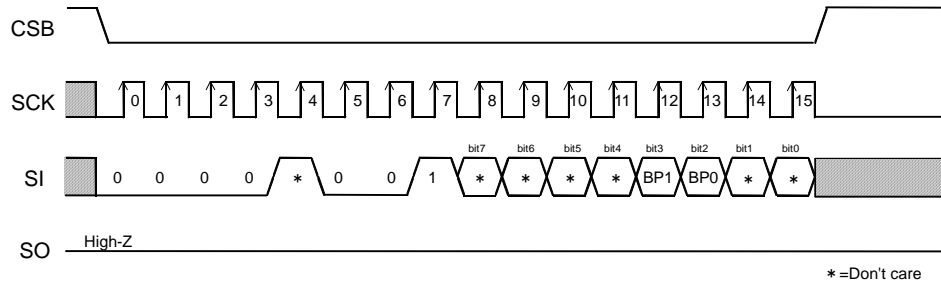 CSB
SCK 0 1 2 3 4 5 6 7 8 9 10 11 12 13 14 15
bit7 bit6 bit5 bit4 bit3 bit2 bit1 bit0
SI 0 0 0 0 * 0 0 1 * * * * BP1 BP0 * *
High-Z
SO
* =Don't care